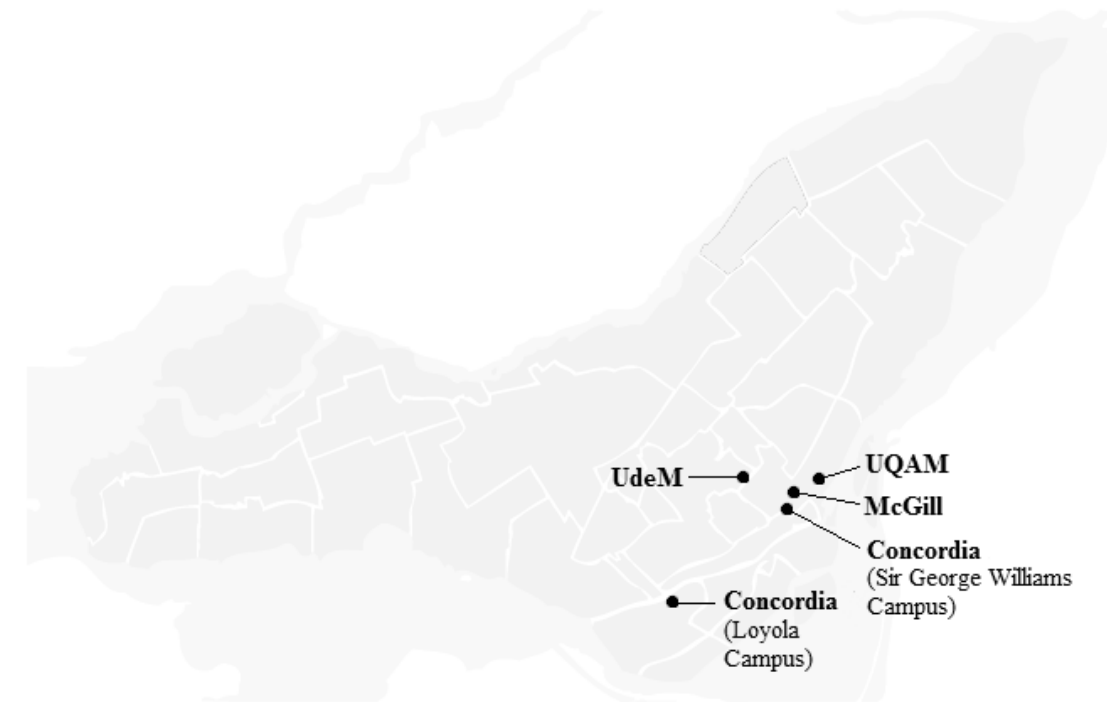 UdeM
UQAM
McGill
Concordia
(Sir George Williams
Campus)
Concordia
(Loyola
Campus)